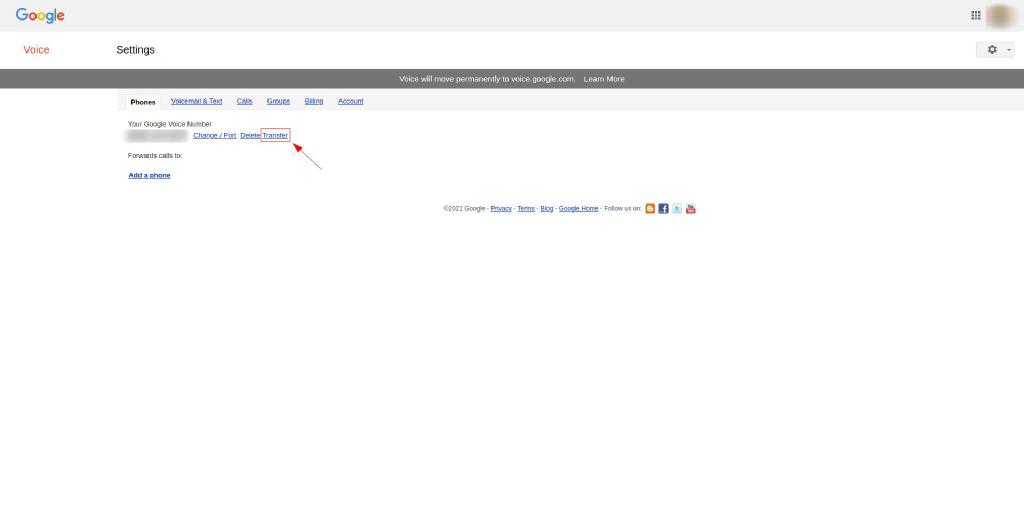 Google
Voice Settings
Voice will move permanently to voice.google.com. Learn More
Phones Voicemail & Text Calls Groups Billing Account
Your Google Voice Number
Change / Port Delete Transfer
Forwards calls to:
Add a phone
©2021 Google - Privacy - Terms - Blog - Google Home - Follow us on: